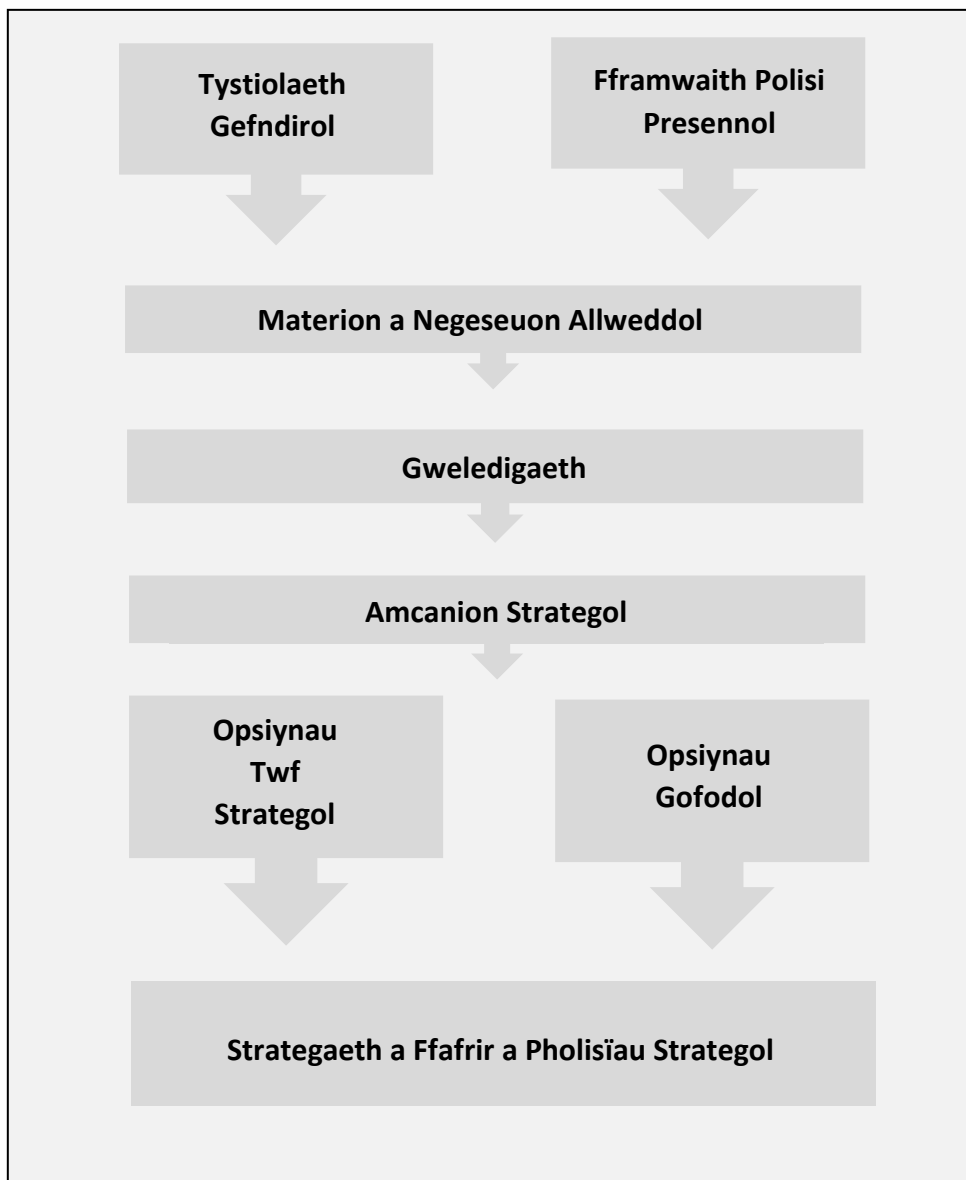 Tystiolaeth
Gefndirol
Fframwaith Polisi
Presennol
Materion a Negeseuon Allweddol
Gweledigaeth
Amcanion Strategol
Opsiynau
Twf
Strategol
Opsiynau
Gofodol
Strategaeth a Ffafrir a Pholisïau Strategol